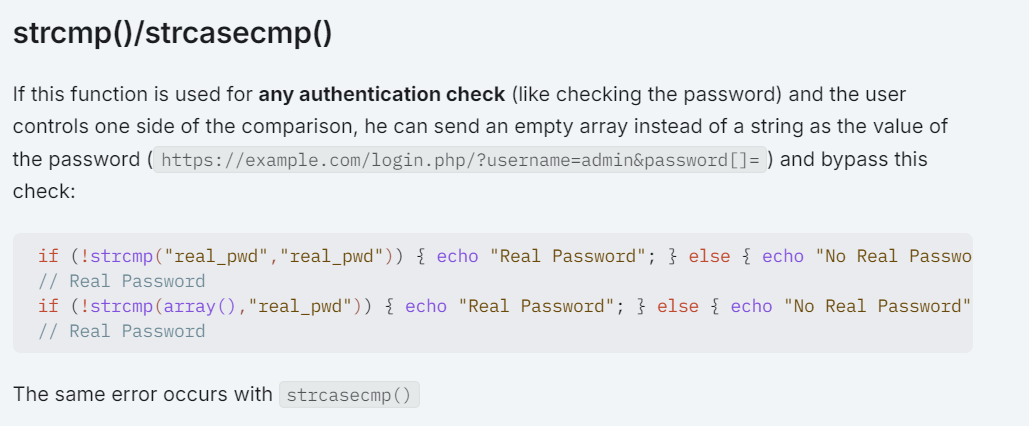 strcmp()/strcasecmp()
If this function is used for any authentication check (like checking the password) and the user
controls one side of the comparison, he can send an empty array instead of a string as the value of
the password ( https://example.com/login.php/?username=admin&password[]= ) and bypass this
check:
if (!strcmp("real_pwd","real_pwd")) { echo "Real Password"; } else { echo "No Real Passwo
// Real Password
if (!strcmp(array(),"real_pwd")) { echo "Real Password"; } else { echo "No Real Password"
// Real Password
The same error occurs with strcasecmp()